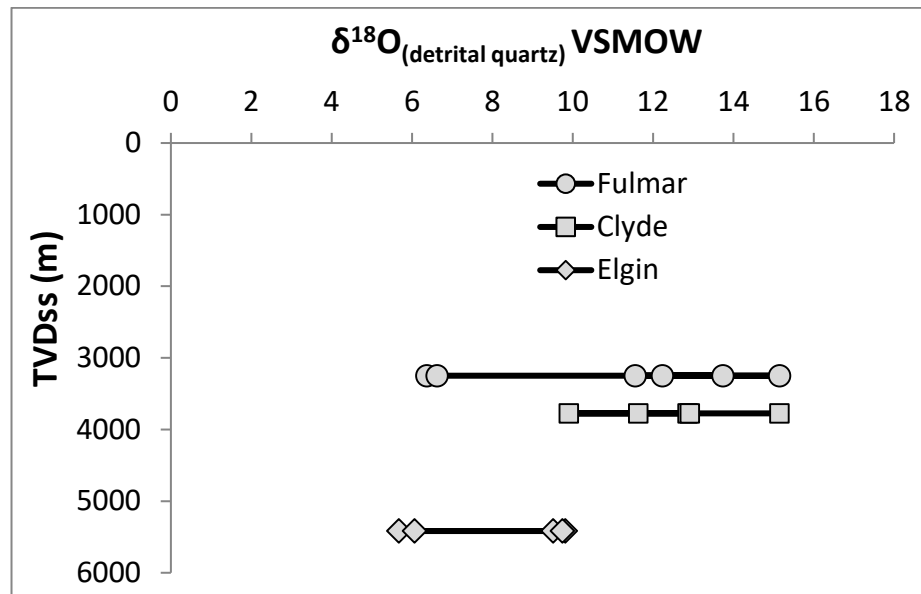 δ¹⁸O(detrital quartz) VSMOW
0 2 4 6 8 10 12 14 16 18
0
1000
2000
3000
4000
5000
6000
TVDss (m)
Fulmar
Clyde
Elgin